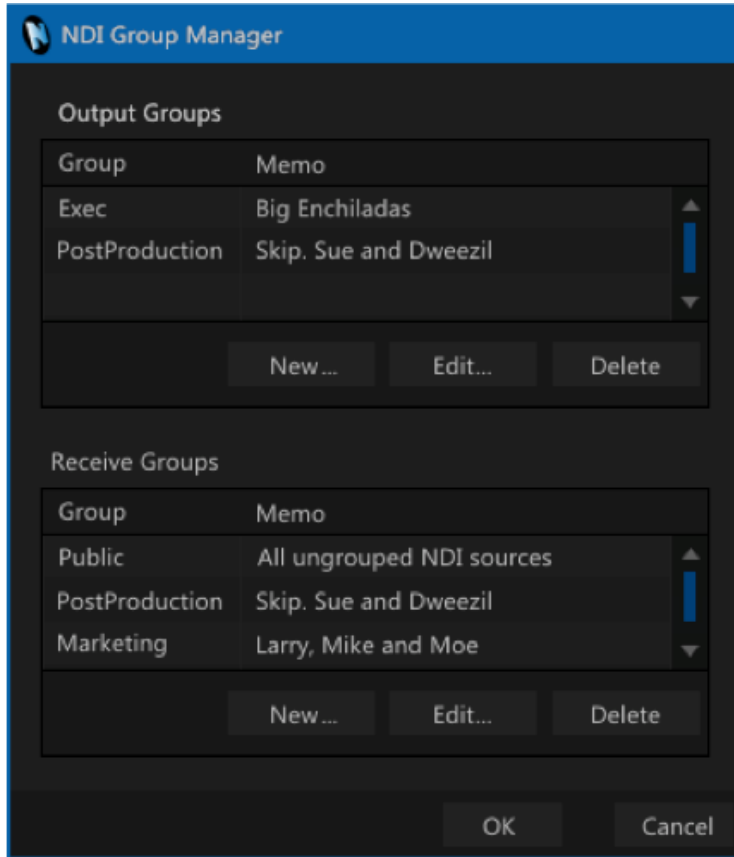 NDI Group Manager
Output Groups
Group Memo
Exec Big Enchiladas
PostProduction Skip. Sue and Dweezil
New... Edit... Delete
Receive Groups
Group Memo
Public All ungrouped NDI sources
PostProduction Skip. Sue and Dweezil
Marketing Larry, Mike and Moe
New... Edit... Delete
OK Cancel